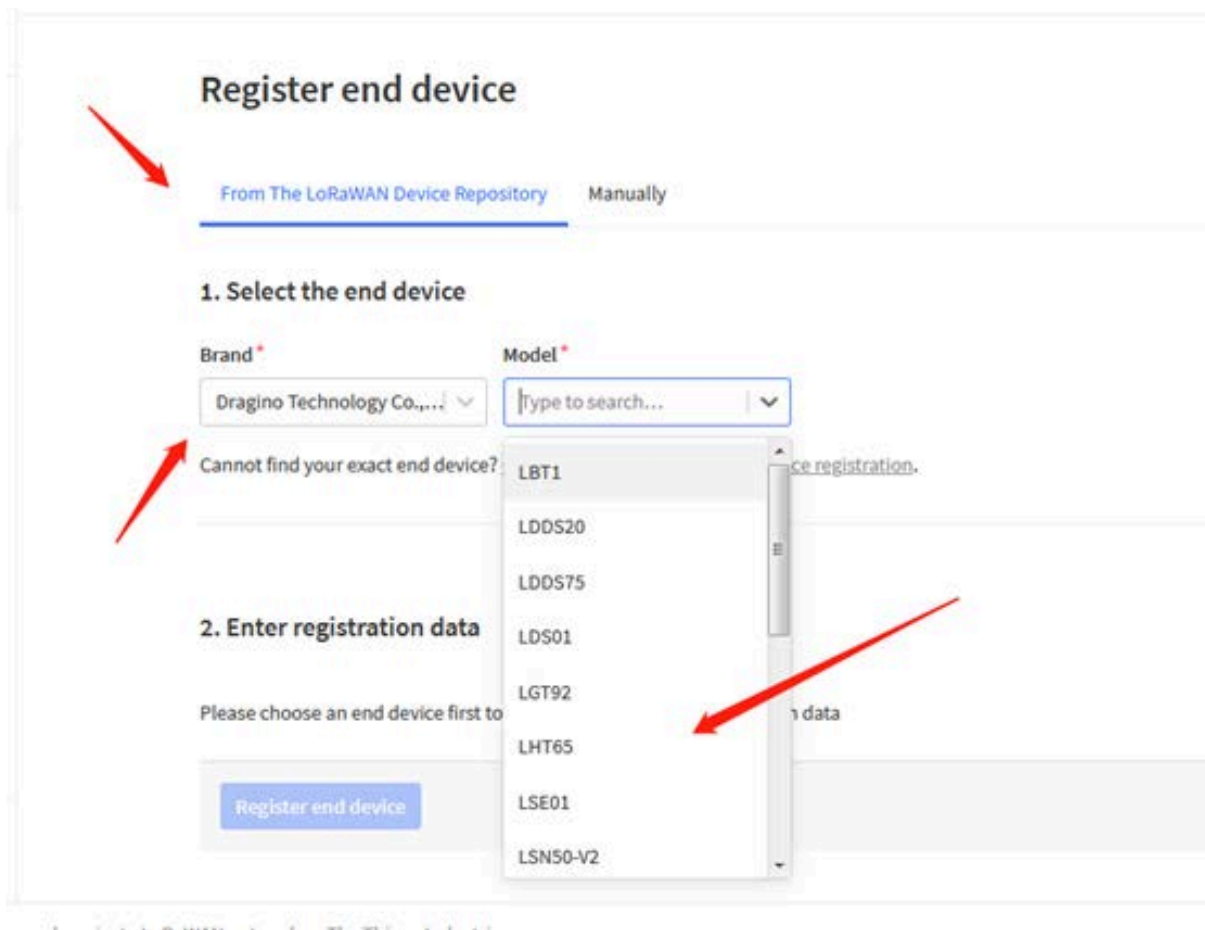 Register end device
From The LoRaWAN Device Repository Manually
1. Select the end device
Brand * Model *
Dragino Technology Co.,... Type to search...
Cannot find your exact end device? ce registration.
LBT1
LDDS20
LDDS75
LDS01
2. Enter registration data
LGT92
Please choose an end device first to n data
LHT65
Register end device
LSE01
LSN50-V2